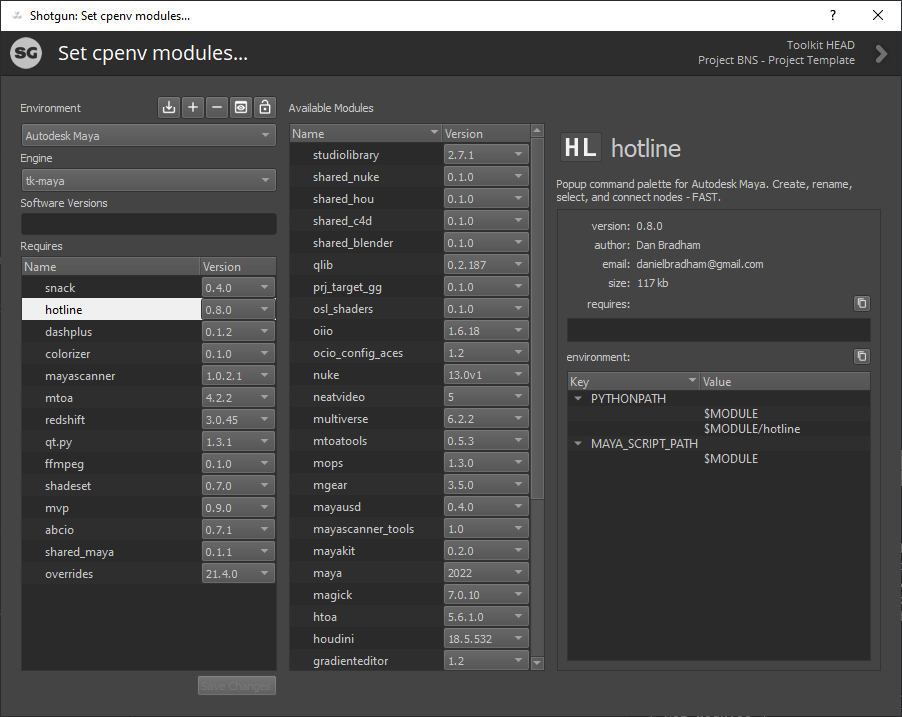 Shotgun: Set cpenv modules...
?
SG
Set cpenv modules...
Toolkit HEAD
Project BNS - Project Template
Environment
Autodesk Maya
Engine
tk-maya
Software Versions
Requires
Name Version
snack 0.4.0
hotline 0.8.0
dashplus 0.1.2
colorizer 0.1.0
mayascanner 1.0.2.1
mtoa 4.2.2
redshift 3.0.45
qt.py 1.3.1
ffmpeg 0.1.0
shadeset 0.7.0
mvp 0.9.0
abcio 0.7.1
shared_maya 0.1.1
overrides 21.4.0
Save Changes
Available Modules
Name Version
studiolibrary 2.7.1
shared_nuke 0.1.0
shared_hou 0.1.0
shared_c4d 0.1.0
shared_blender 0.1.0
qlib 0.2.187
prj_target_gg 0.1.0
osl_shaders 0.1.0
oiio 1.6.18
ocio_config_aces 1.2
nuke 13.0v1
neatvideo 5
multiverse 6.2.2
mtoatools 0.5.3
mops 1.3.0
mgear 3.5.0
mayausd 0.4.0
mayascanner_tools 1.0
mayakit 0.2.0
maya 2022
magick 7.0.10
htoa 5.6.1.0
houdini 18.5.532
gradienteditor 1.2
HL hotline
Popup command palette for Autodesk Maya. Create, rename,
select, and connect nodes - FAST.
version: 0.8.0
author: Dan Bradham
email: danielbradham@gmail.com
size: 117 kb
requires:
environment:
Key Value
PYTHONPATH
$MODULE
$MODULE/hotline
MAYA_SCRIPT_PATH
$MODULE